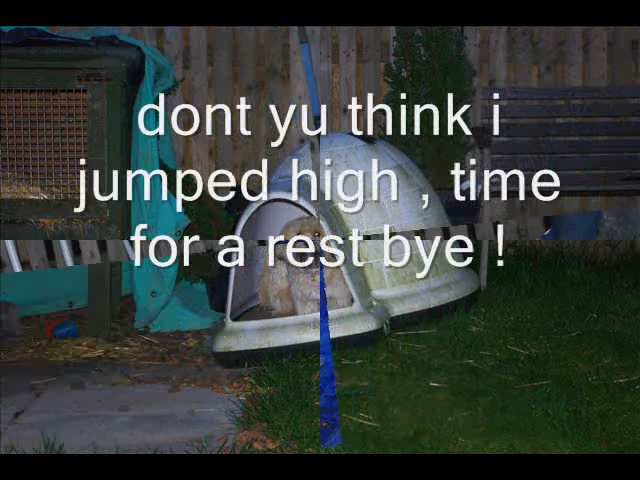 dont yu think i
jumped high , time
for a rest bye !